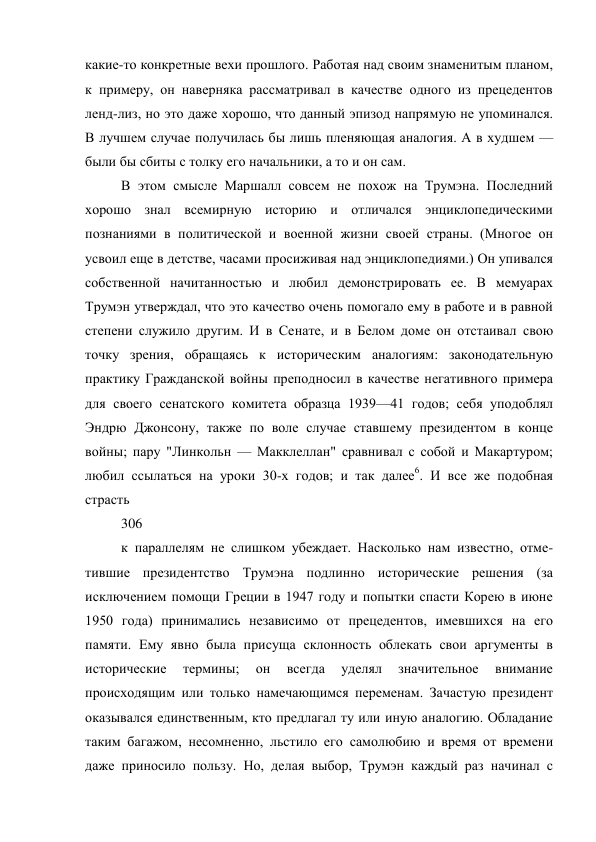 какие-то конкретные вехи прошлого. Работая над своим знаменитым планом,
к примеру, он наверняка рассматривал в качестве одного из прецедентов
ленд-лиз, но это даже хорошо, что данный эпизод напрямую не упоминался.
В лучшем случае получилась бы лишь пленяющая аналогия. А в худшем —
были бы сбиты с толку его начальники, а то и он сам.
В этом смысле Маршалл совсем не похож на Трумэна. Последний
хорошо знал всемирную историю и отличался энциклопедическими
познаниями в политической и военной жизни своей страны. (Многое он
усвоил еще в детстве, часами просиживая над энциклопедиями.) Он упивался
собственной начитанностью и любил демонстрировать ее. В мемуарах
Трумэн утверждал, что это качество очень помогало ему в работе и в равной
степени служило другим. И в Сенате, и в Белом доме он отстаивал свою
точку зрения, обращаясь к историческим аналогиям: законодательную
практику Гражданской войны преподносил в качестве негативного примера
для своего сенатского комитета образца 1939—41 годов; себя уподоблял
Эндрю Джонсону, также по воле случае ставшему президентом в конце
войны; пару "Линкольн — Макклеллан" сравнивал с собой и Макартуром;
любил ссылаться на уроки 30-х годов; и так далее⁶. И все же подобная
страсть
306
к параллелям не слишком убеждает. Насколько нам известно, отме-
тившие президентство Трумэна подлинно исторические решения (за
исключением помощи Греции в 1947 году и попытки спасти Корею в июне
1950 года) принимались независимо от прецедентов, имевшихся на его
памяти. Ему явно была присуща склонность облекать свои аргументы в
исторические термины; он всегда уделял значительное внимание
происходящим или только намечающимся переменам. Зачастую президент
оказывался единственным, кто предлагал ту или иную аналогию. Обладание
таким багажом, несомненно, льстило его самолюбию и время от времени
даже приносило пользу. Но, делая выбор, Трумэн каждый раз начинал с